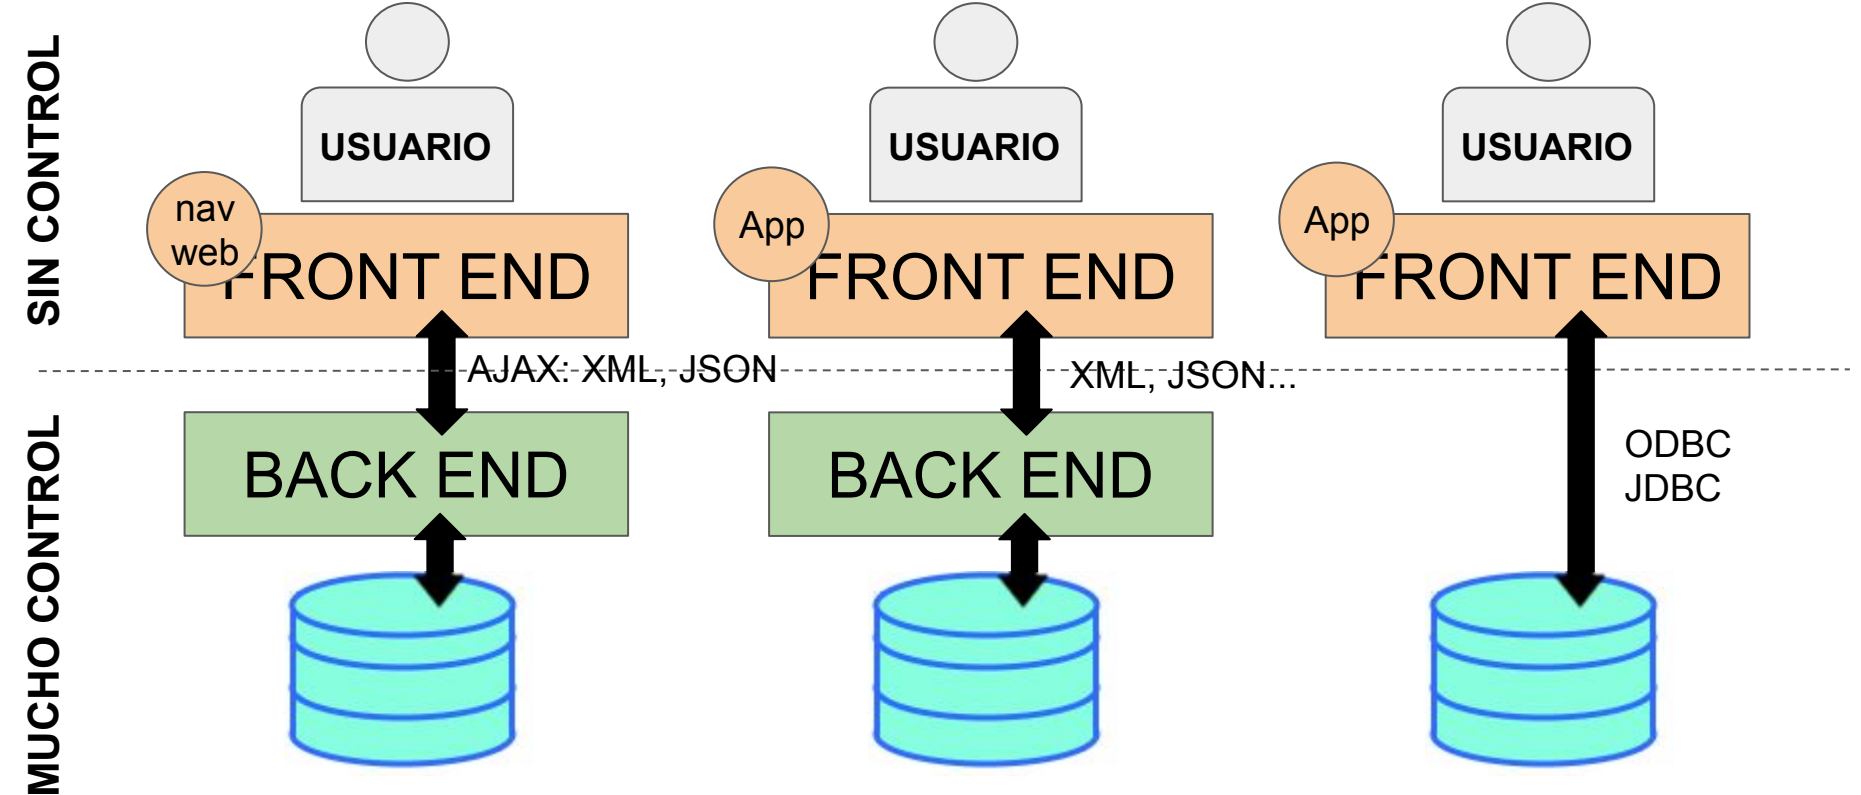 SIN CONTROL
USUARIO
USUARIO
USUARIO
nav
web
FRONT END
App
FRONT END
App
FRONT END
AJAX: XML, JSON
XML, JSON...
MUCHO CONTROL
BACK END
BACK END
ODBC
JDBC